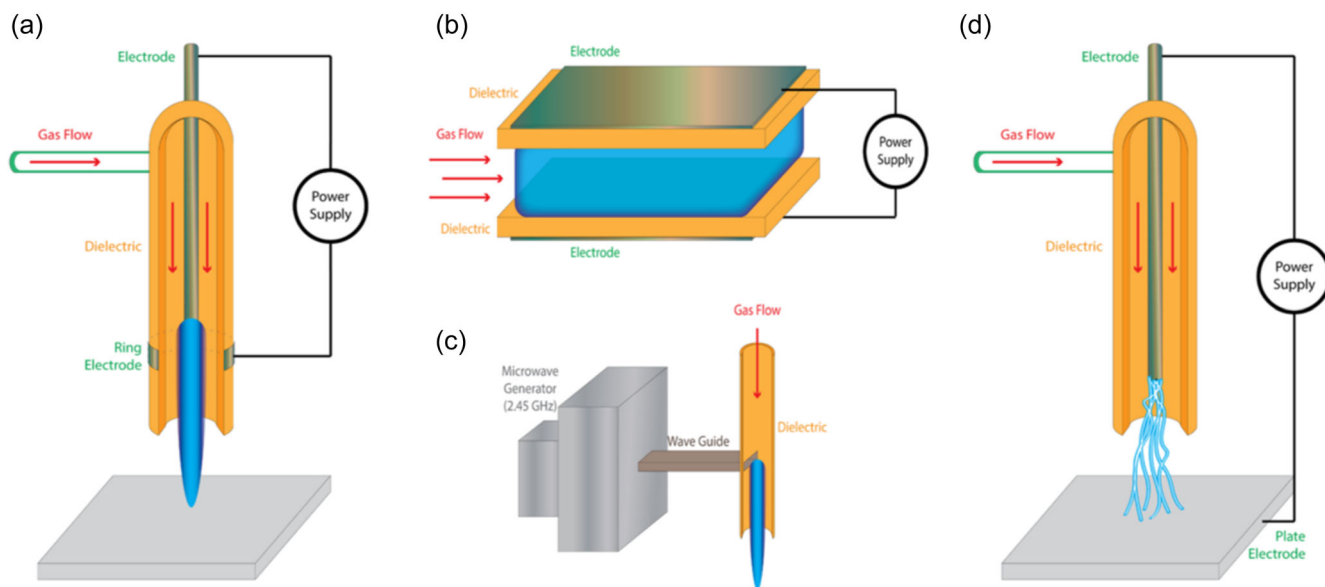 (a)
Electrode
Gas Flow
Power
Supply
Dielectric
Ring
Electrode
(b)
Electrode
Dielectric
Gas Flow
Power
Supply
Dielectric
Electrode
(c)
Gas Flow
Microwave
Generator
(2.45 GHz)
Wave Guide
Dielectric
(d)
Electrode
Gas Flow
Dielectric
Power
Supply
Plate
Electrode